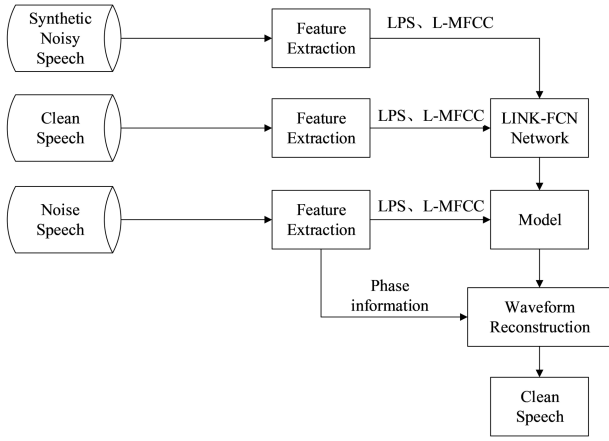 Synthetic
Noisy
Speech
Feature
Extraction
LPS、L-MFCC
Clean
Speech
Feature
Extraction
LPS、L-MFCC
LINK-FCN
Network
Noise
Speech
Feature
Extraction
LPS、L-MFCC
Model
Phase
information
Waveform
Reconstruction
Clean
Speech